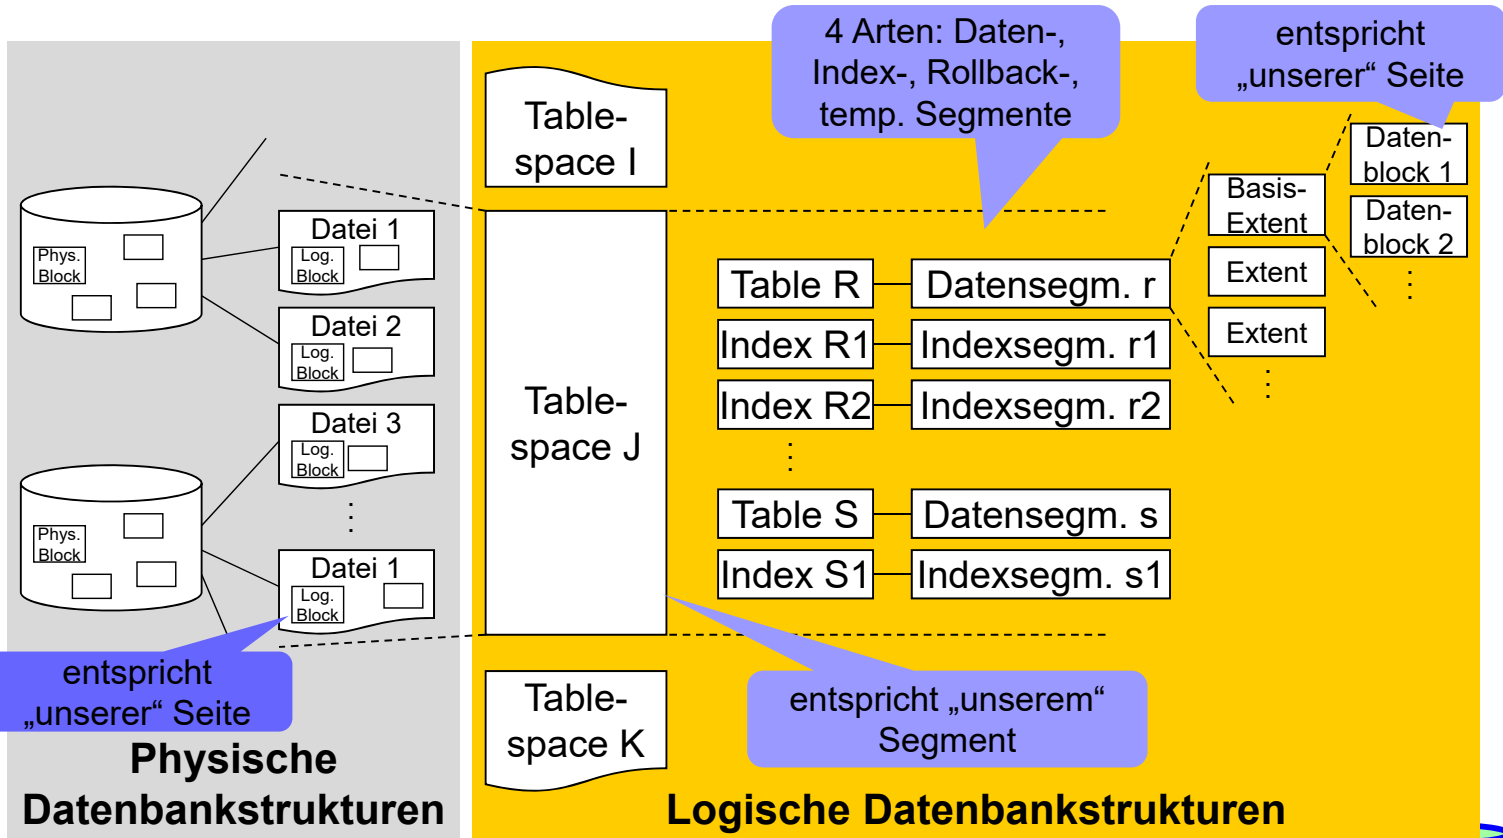 4 Arten: Daten-,
Index-, Rollback-,
temp. Segmente
entspricht
„unserer“ Seite
Table-
space I
Daten-
block 1
Daten-
block 2
Basis-
Extent
Extent
Extent
Phys.
Block
Datei 1
Log.
Block
Datei 2
Log.
Block
Datei 3
Log.
Block
Phys.
Block
Datei 1
Log.
Block
Table-
space J
Table R
Datensegm. r
Index R1
Indexsegm. r1
Index R2
Indexsegm. r2
Table S
Datensegm. s
Index S1
Indexsegm. s1
entspricht
„unserer“ Seite
Table-
space K
entspricht „unserem“
Segment
Physische
Datenbankstrukturen
Logische Datenbankstrukturen